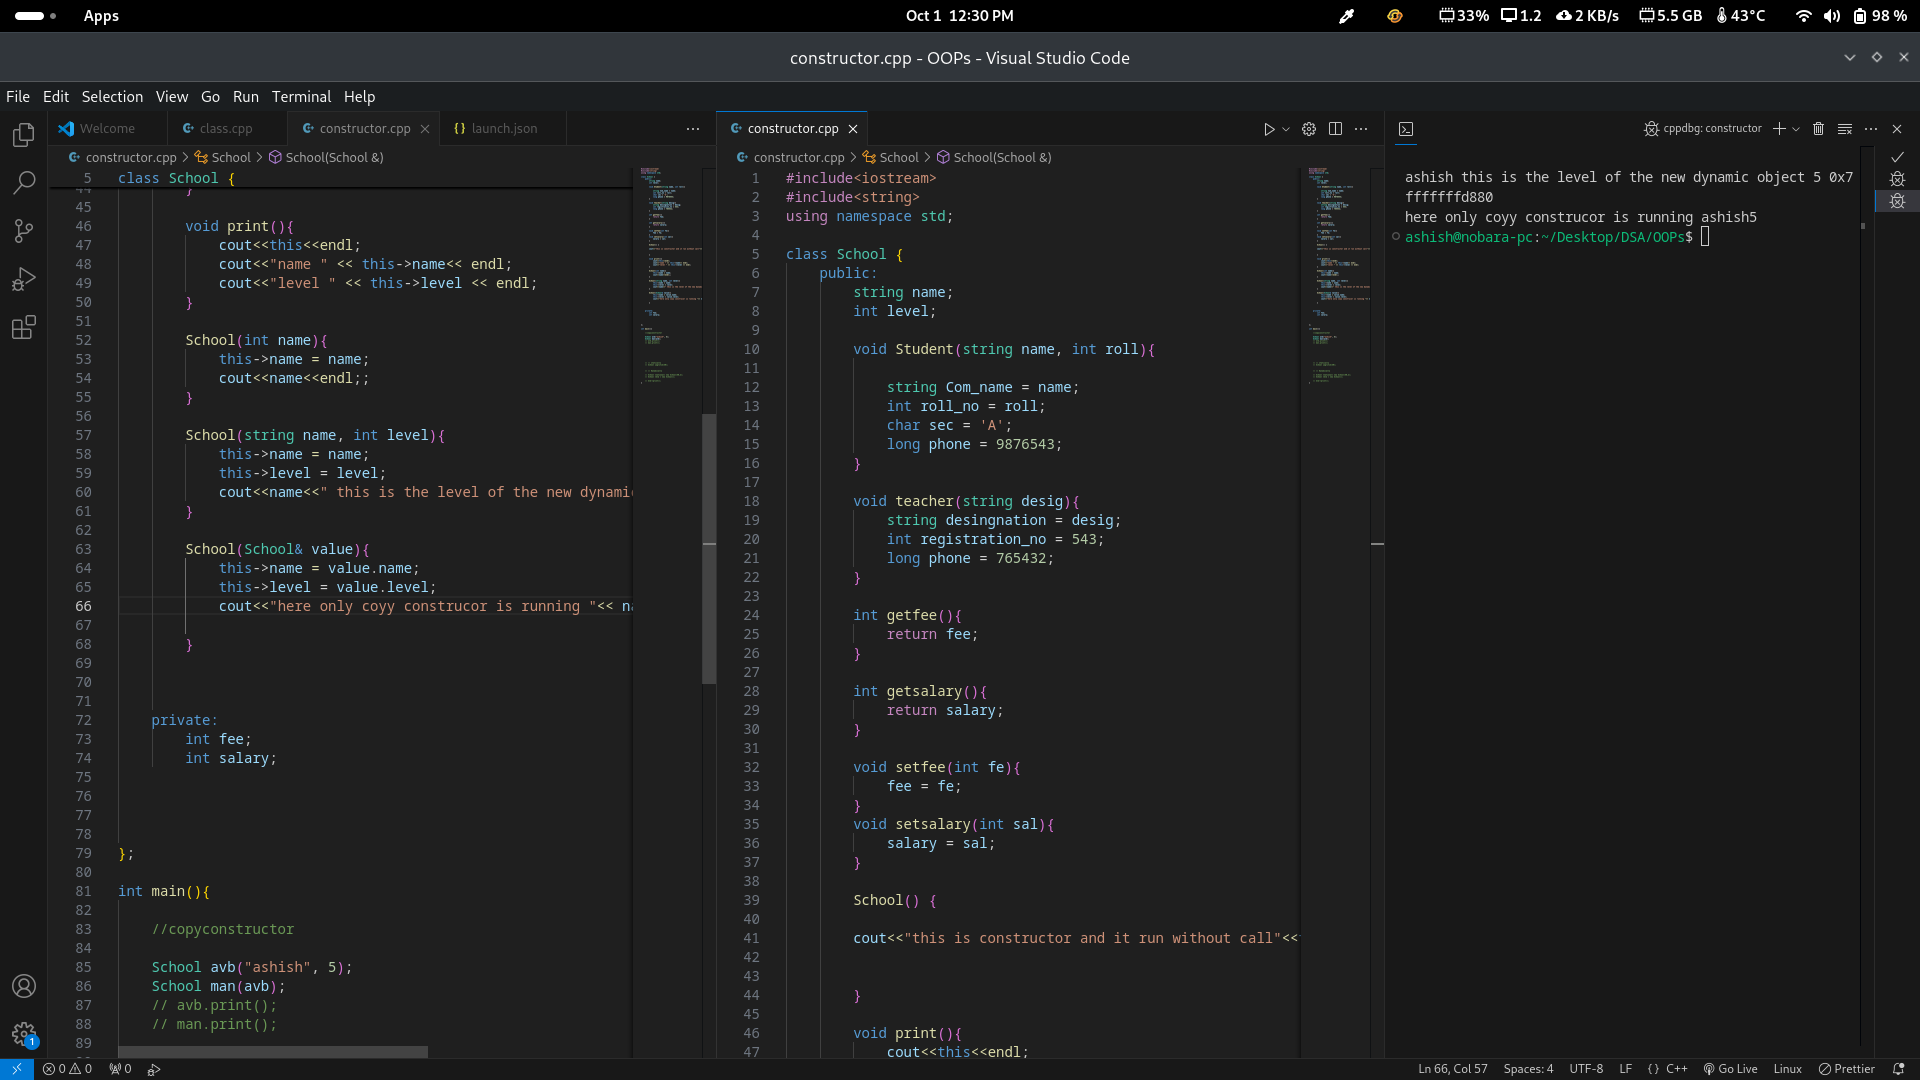 Apps
Oct 1 12:30 PM
33% 1.2 2 KB/s 5.5 GB 43°C 98 %
constructor.cpp - OOPs - Visual Studio Code
File Edit Selection View Go Run Terminal Help
Welcome class.cpp constructor.cpp launch.json
constructor.cpp > School > School(School &)
5 class School {
44 }
45
46 void print(){
47 cout<<this<<endl;
48 cout<<"name " << this->name<< endl;
49 cout<<"level " << this->level << endl;
50 }
51
52 School(int name){
53 this->name = name;
54 cout<<name<<endl;;
55 }
56
57 School(string name, int level){
58 this->name = name;
59 this->level = level;
60 cout<<name<<" this is the level of the new dynami
61 }
62
63 School(School& value){
64 this->name = value.name;
65 this->level = value.level;
66 cout<<"here only coyy construcor is running "<< na
67
68 }
69
70
71
72 private:
73 int fee;
74 int salary;
75
76
77
78
79 };
80
81 int main(){
82
83 //copyconstructor
84
85 School avb("ashish", 5);
86 School man(avb);
87 // avb.print();
88 // man.print();
89
constructor.cpp
constructor.cpp > School > School(School &)
1 #include<iostream>
2 #include<string>
3 using namespace std;
4
5 class School {
6 public:
7 string name;
8 int level;
9
10 void Student(string name, int roll){
11
12 string Com_name = name;
13 int roll_no = roll;
14 char sec = 'A';
15 long phone = 9876543;
16 }
17
18 void teacher(string desig){
19 string desingnation = desig;
20 int registration_no = 543;
21 long phone = 765432;
22 }
23
24 int getfee(){
25 return fee;
26 }
27
28 int getsalary(){
29 return salary;
30 }
31
32 void setfee(int fe){
33 fee = fe;
34 }
35 void setsalary(int sal){
36 salary = sal;
37 }
38
39 School() {
40
41 cout<<"this is constructor and it run without call"<<
42
43
44 }
45
46 void print(){
47 cout<<this<<endl;
cppdbg: constructor
ashish this is the level of the new dynamic object 5 0x7
fffffffd880
here only coyy construcor is running ashish5
ashish@nobara-pc:~/Desktop/DSA/OOPs$
1
0 0 0
Ln 66, Col 57 Spaces: 4 UTF-8 LF {} C++ Go Live Linux Prettier